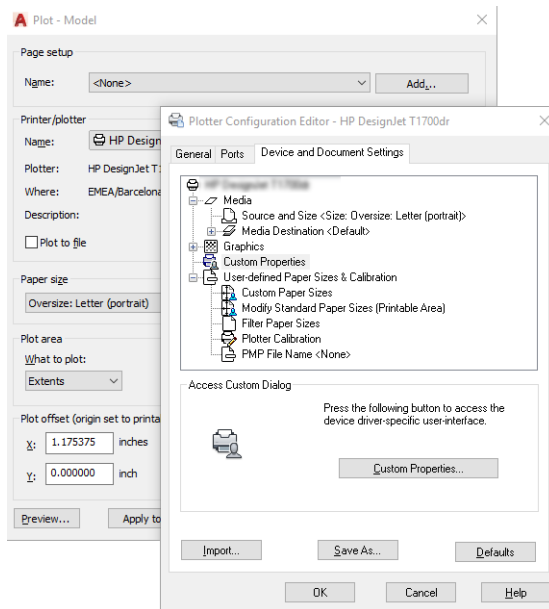 Plot - Model
Page setup
Name: <None> Add...
Printer/plotter
Name: HP Design
Plotter: HP DesignJet T1
Where: EMEA/Barcelona
Description:
Plot to file
Paper size
Oversize: Letter (portrait)
Plot area
What to plot:
Extents
Plot offset (origin set to printa
X: 1.175375 inches
Y: 0.000000 inch
Preview... Apply to
Plotter Configuration Editor - HP DesignJet T1700dr
General Ports Device and Document Settings
Media
Source and Size <Size: Oversize: Letter (portrait)>
Media Destination <Default>
Graphics
Custom Properties
User-defined Paper Sizes & Calibration
Custom Paper Sizes
Modify Standard Paper Sizes (Printable Area)
Filter Paper Sizes
Plotter Calibration
PMP File Name <None>
Access Custom Dialog
Press the following button to access the
device driver-specific user-interface.
Custom Properties...
Import... Save As... Defaults
OK Cancel Help